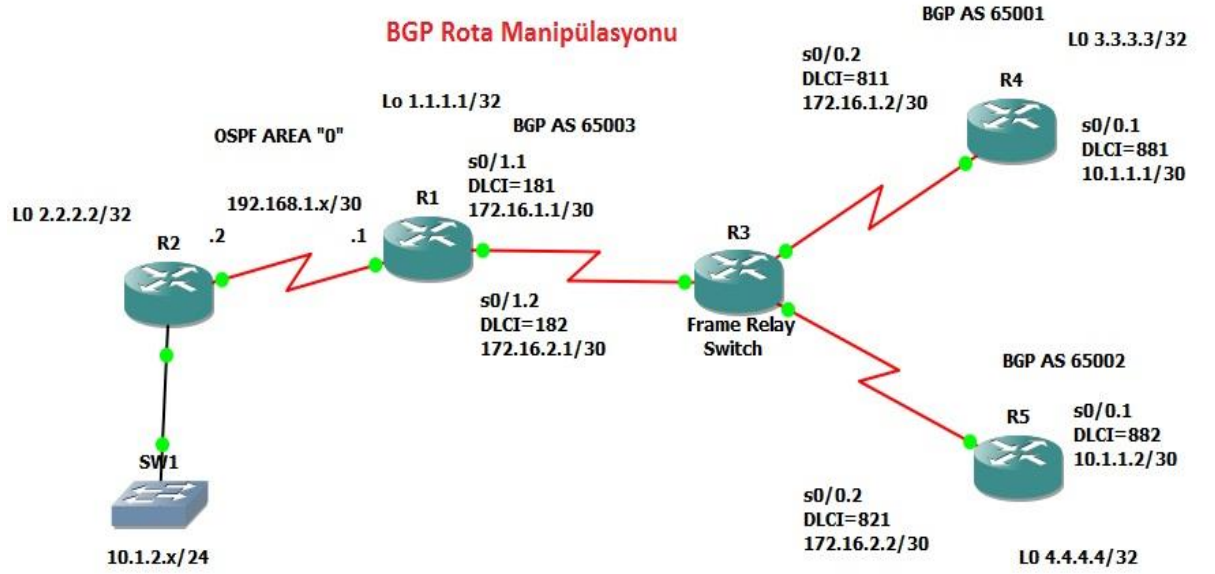 BGP Rota Manipülasyonu
BGP AS 65001
L0 3.3.3.3/32
s0/0.2
DLCI=811
172.16.1.2/30
R4
s0/0.1
DLCI=881
10.1.1.1/30
Lo 1.1.1.1/32
BGP AS 65003
OSPF AREA "0"
s0/1.1
DLCI=181
172.16.1.1/30
R1
192.168.1.x/30
L0 2.2.2.2/32
R2
.2
.1
R3
Frame Relay
Switch
s0/1.2
DLCI=182
172.16.2.1/30
BGP AS 65002
R5
s0/0.1
DLCI=882
10.1.1.2/30
SW1
s0/0.2
DLCI=821
172.16.2.2/30
10.1.2.x/24
L0 4.4.4.4/32